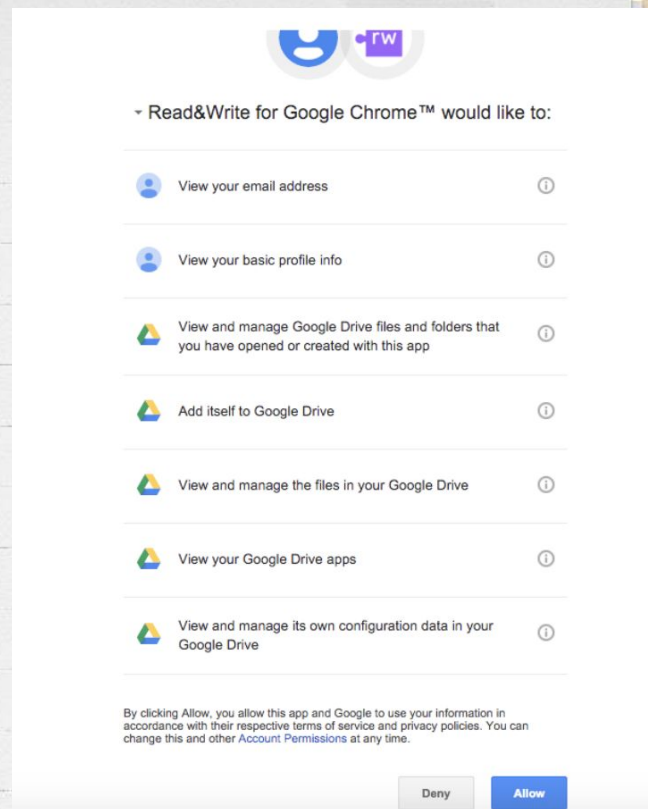 rw
Read&Write for Google Chrome™ would like to:
View your email address
View your basic profile info
View and manage Google Drive files and folders that
you have opened or created with this app
Add itself to Google Drive
View and manage the files in your Google Drive
View your Google Drive apps
View and manage its own configuration data in your
Google Drive
By clicking Allow, you allow this app and Google to use your information in
accordance with their respective terms of service and privacy policies. You can
change this and other Account Permissions at any time.
Deny Allow